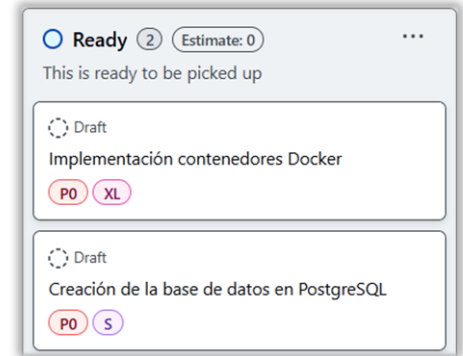 Ready 2 Estimate: 0
This is ready to be picked up
Draft
Implementación contenedores Docker
P0 XL
Draft
Creación de la base de datos en PostgreSQL
P0 S